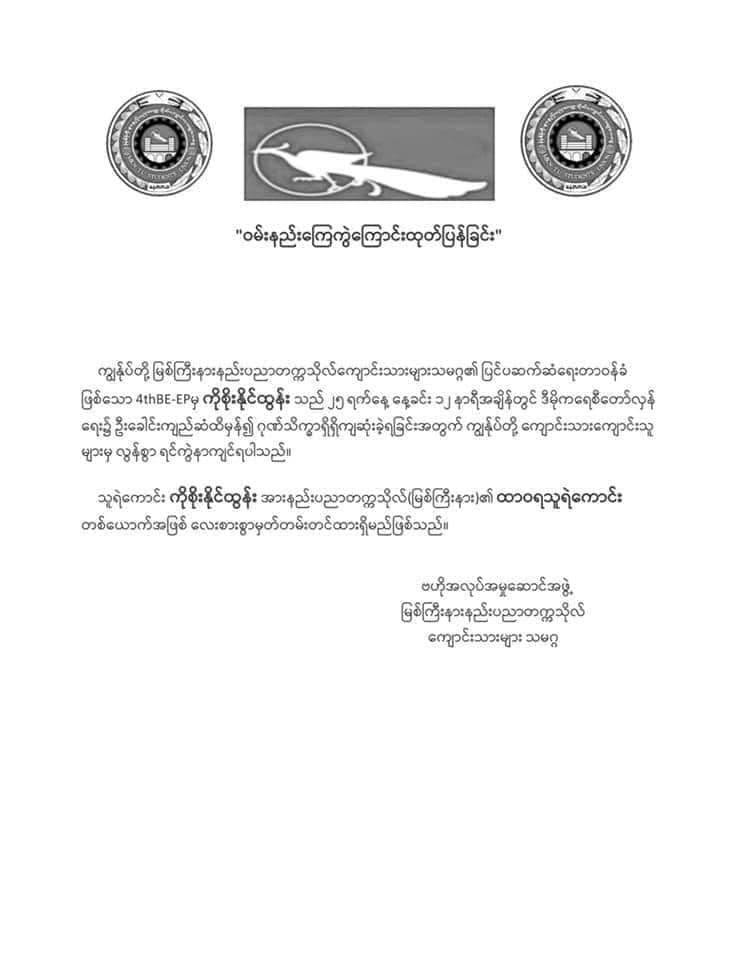 "ဝမ်းနည်းကြေကွဲကြောင်းထုတ်ပြန်ခြင်း"
ကျွန်ုပ်တို့ မြစ်ကြီးနားနည်းပညာတက္ကသိုလ်ကျောင်းသားများသမဂ္ဂ၏ ပြင်ပဆက်ဆံရေးတာဝန်ခံ
ဖြစ်သော 4thBE-EPမှ ကိုစိုးနိုင်ထွန်း သည် ၂၅ ရက်နေ့ နေ့ခင်း ၁၂ နာရီအချိန်တွင် ဒီမိုကရေစီတော်လှန်
ရေး၌ ဦးခေါင်းကျည်ဆံထိမှန်၍ ဂုဏ်သိက္ခာရှိရှိကျဆုံးခဲ့ရခြင်းအတွက် ကျွန်ုပ်တို့ ကျောင်းသားကျောင်းသူ
များမှ လွန်စွာ ရင်ကွဲနာကျင်ရပါသည်။
သူရဲကောင်း ကိုစိုးနိုင်ထွန်း အားနည်းပညာတက္ကသိုလ်(မြစ်ကြီးနား)၏ ထာဝရသူရဲကောင်း
တစ်ယောက်အဖြစ် လေးစားစွာမှတ်တမ်းတင်ထားရှိမည်ဖြစ်သည်။
ဗဟိုအလုပ်အမှုဆောင်အဖွဲ့
မြစ်ကြီးနားနည်းပညာတက္ကသိုလ်
ကျောင်းသားများ သမဂ္ဂ